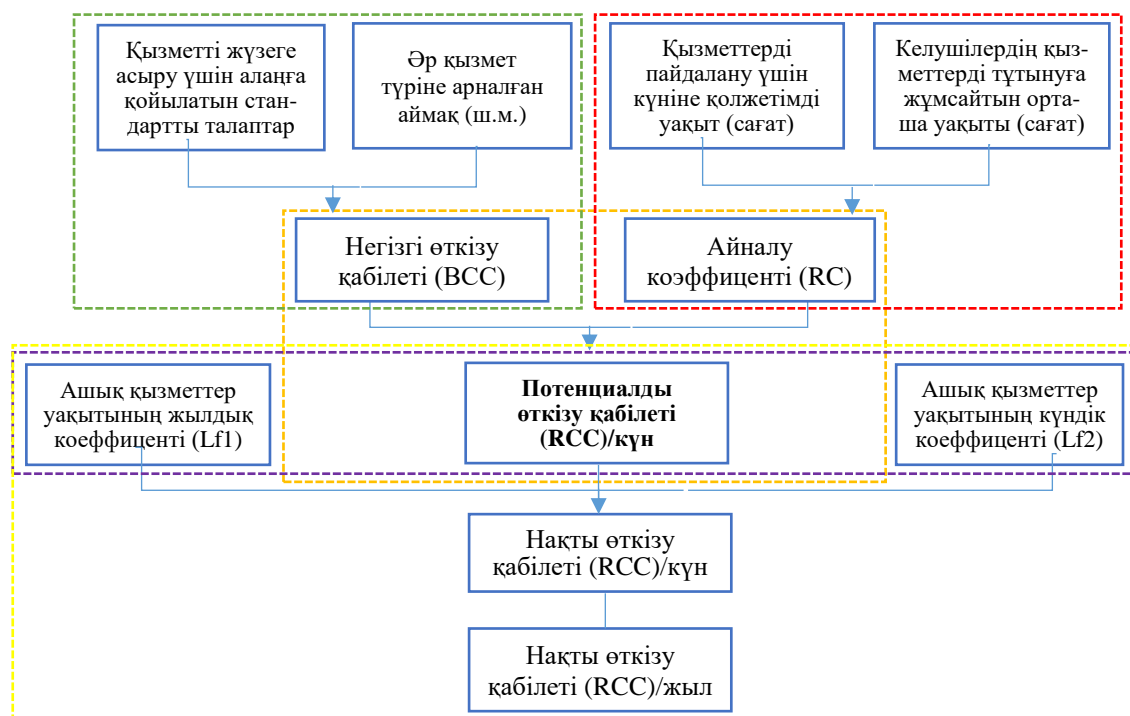 Қызметті жүзеге
асыру үшін алаңға
қойылатын стан-
дартты талаптар
Әр қызмет
түріне арналған
аймақ (ш.м.)
Қызметтерді
пайдалану үшін
күніне қолжетімді
уақыт (сағат)
Келушілердің қыз-
меттерді тұтынуға
жұмсайтын орта-
ша уақыты (сағат)
Негізгі өткізу
қабілеті (BCC)
Айналу
коэффиценті (RC)
Ашық қызметтер
уақытының жылдық
коеффиценті (Lf1)
Потенциалды
өткізу қабілеті
(RCC)/күн
Ашық қызметтер
уақытының күндік
коеффиценті (Lf2)
Нақты өткізу
қабілеті (RCC)/күн
Нақты өткізу
қабілеті (RCC)/жыл